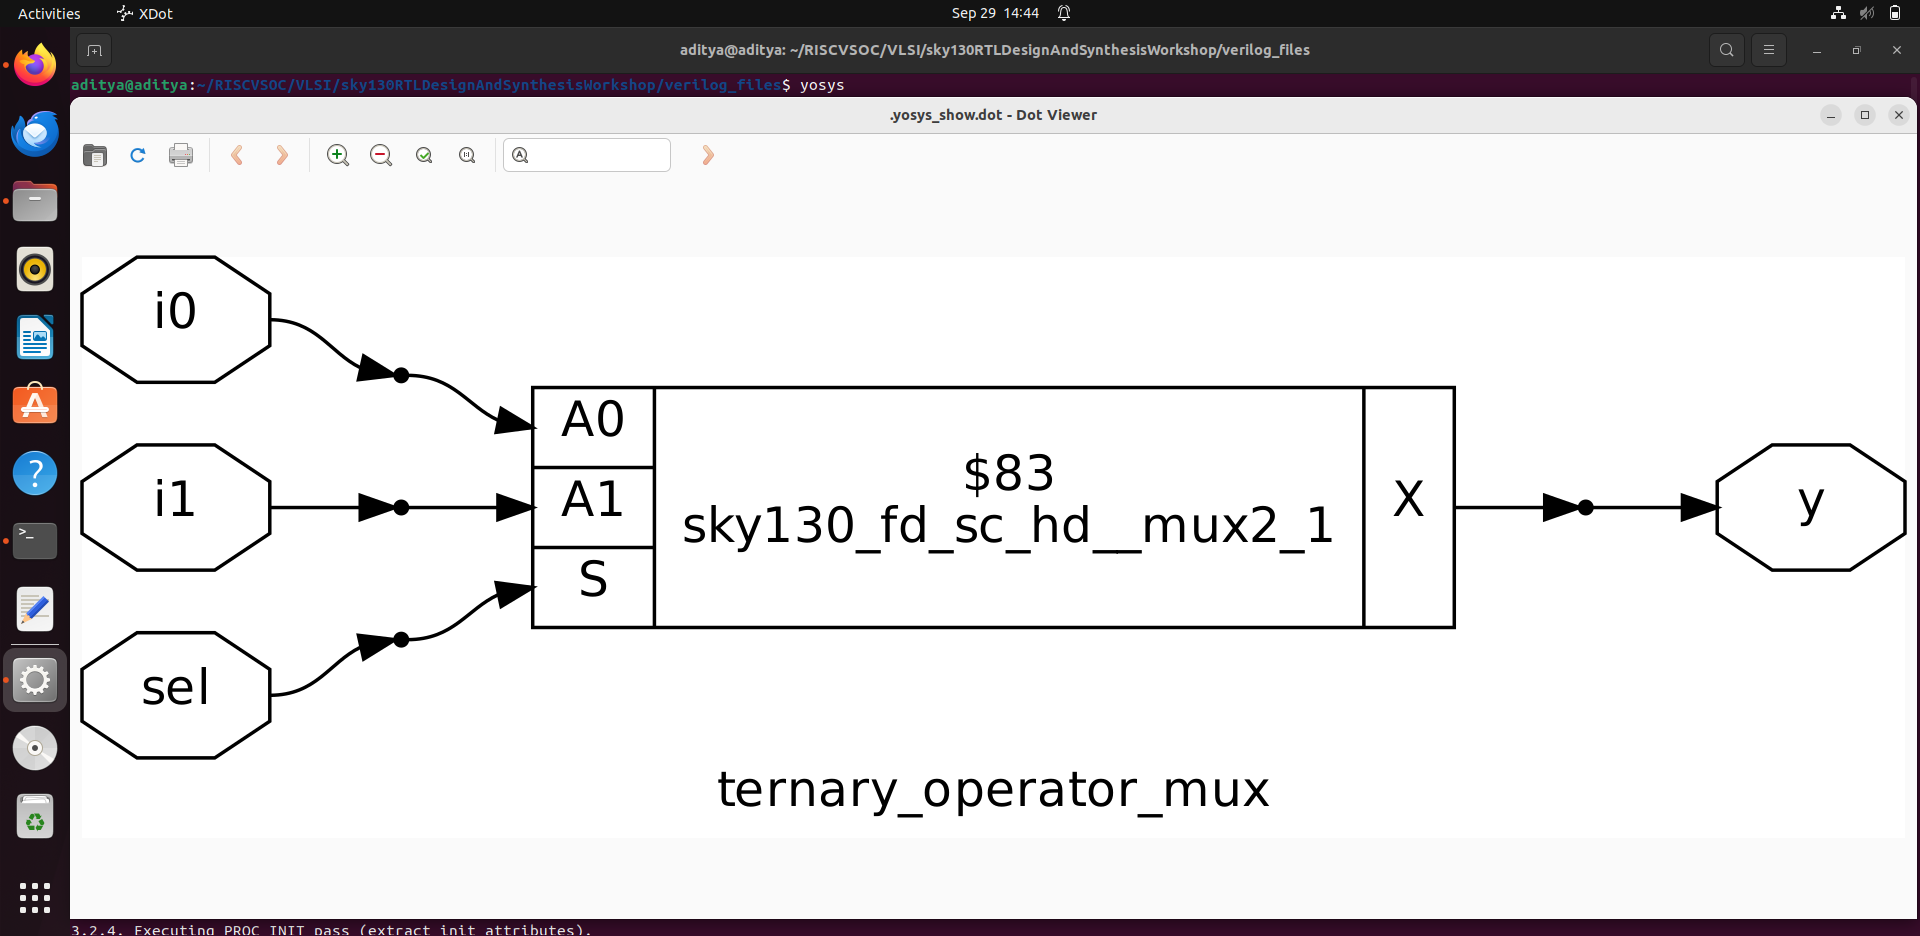 Activities
XDot
Sep 29 14:44
aditya@aditya: ~/RISCVSOC/VLSI/sky130RTLDesignAndSynthesisWorkshop/verilog_files
aditya@aditya:~/RISCVSOC/VLSI/sky130RTLDesignAndSynthesisWorkshop/verilog_files$ yosys
.yosys_show.dot - Dot Viewer
i0
i1
sel
A0
A1
S
$83
sky130_fd_sc_hd__mux2_1
X
y
ternary_operator_mux
3.2.4. Executing PROC_INIT pass (extract init attributes).